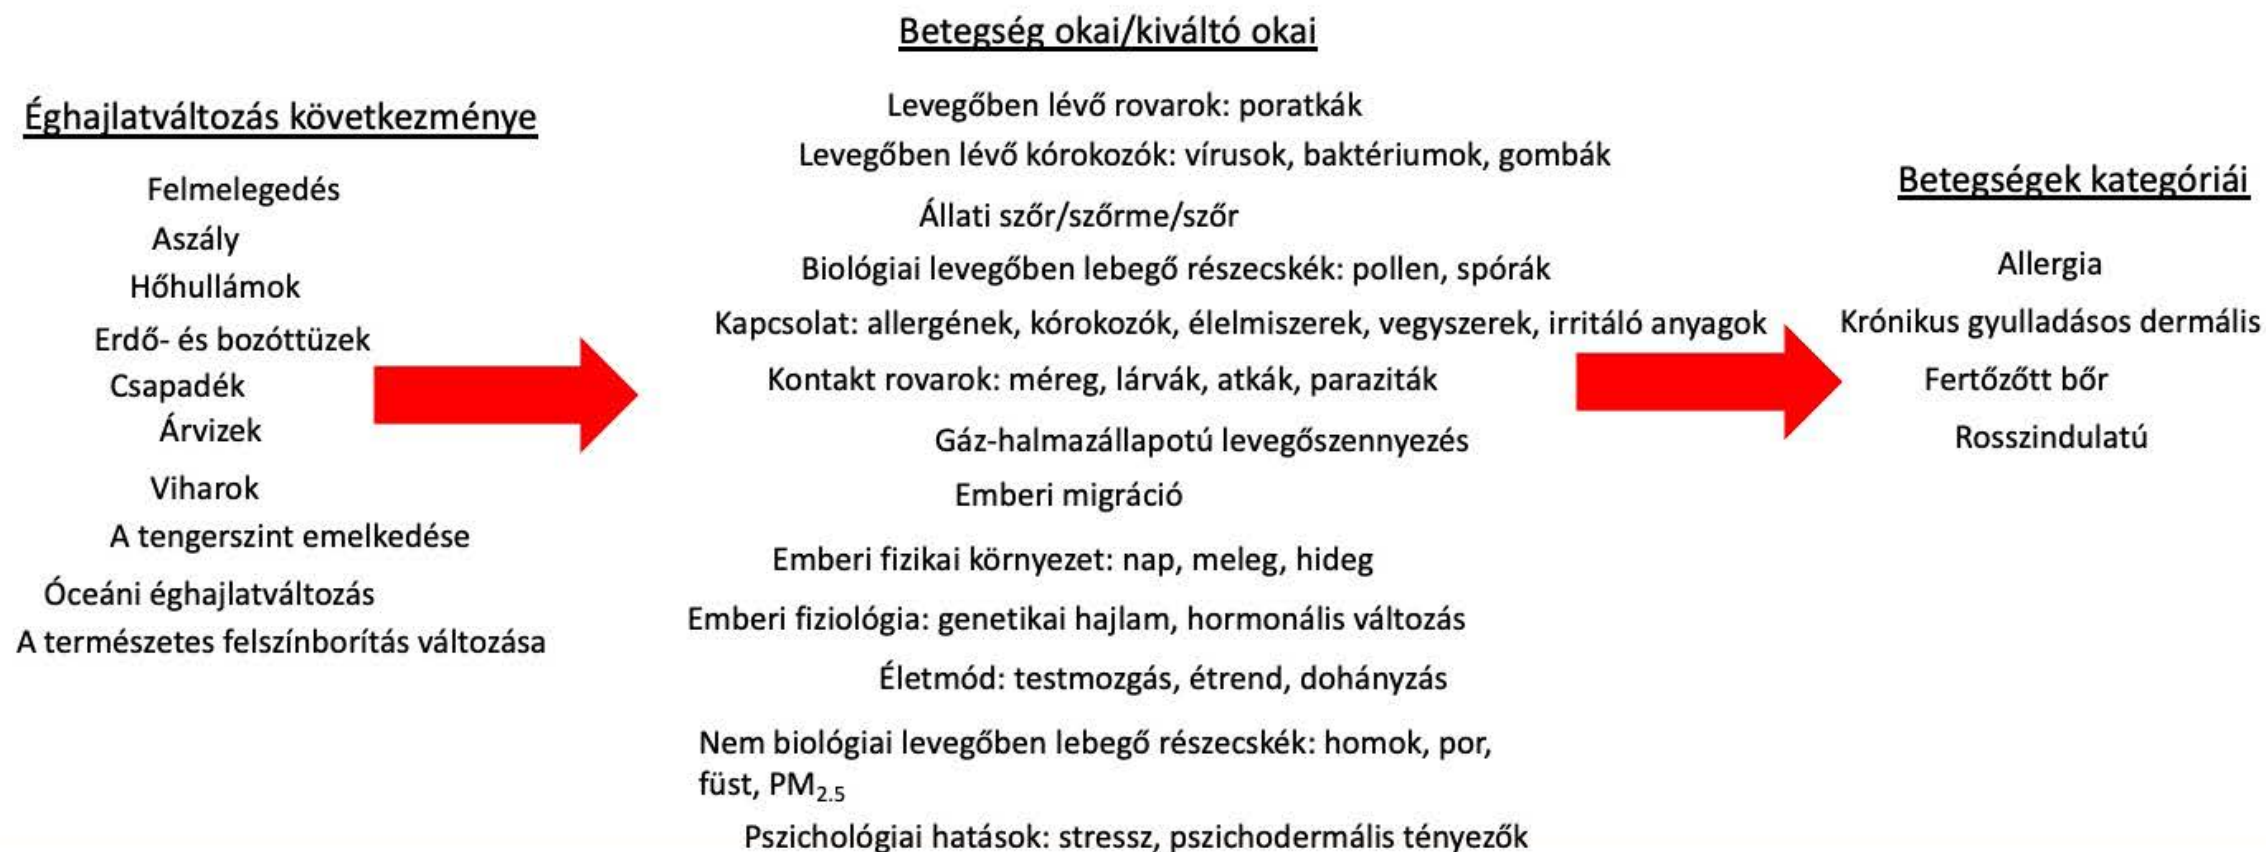 Éghajlatváltozás következménye
Felmelegedés
Aszály
Hőhullámok
Erdő- és bozóttüzek
Csapadék
Árvizek
Viharok
A tengerszint emelkedése
Óceáni éghajlatváltozás
A természetes felszínborítás változása
Betegség okai/kiváltó okai
Levegőben lévő rovarok: poratkák
Levegőben lévő kórokozók: vírusok, baktériumok, gombák
Állati szőr/szőrme/szőr
Biológiai levegőben lebegő részecskék: pollen, spórák
Kapcsolat: allergének, kórokozók, élelmiszerek, vegyszerek, irritáló anyagok
Kontakt rovarok: méreg, lárvák, atkák, paraziták
Gáz-halmazállapotú levegőszennyezés
Emberi migráció
Emberi fizikai környezet: nap, meleg, hideg
Emberi fiziológia: genetikai hajlam, hormonális változás
Életmód: testmozgás, étrend, dohányzás
Nem biológiai levegőben lebegő részecskék: homok, por,
füst, PM2.5
Pszichológiai hatások: stressz, pszichodermális tényezők
Betegségek kategóriái
Allergia
Krónikus gyulladásos dermális
Fertőzőtt bőr
Rosszindulatú